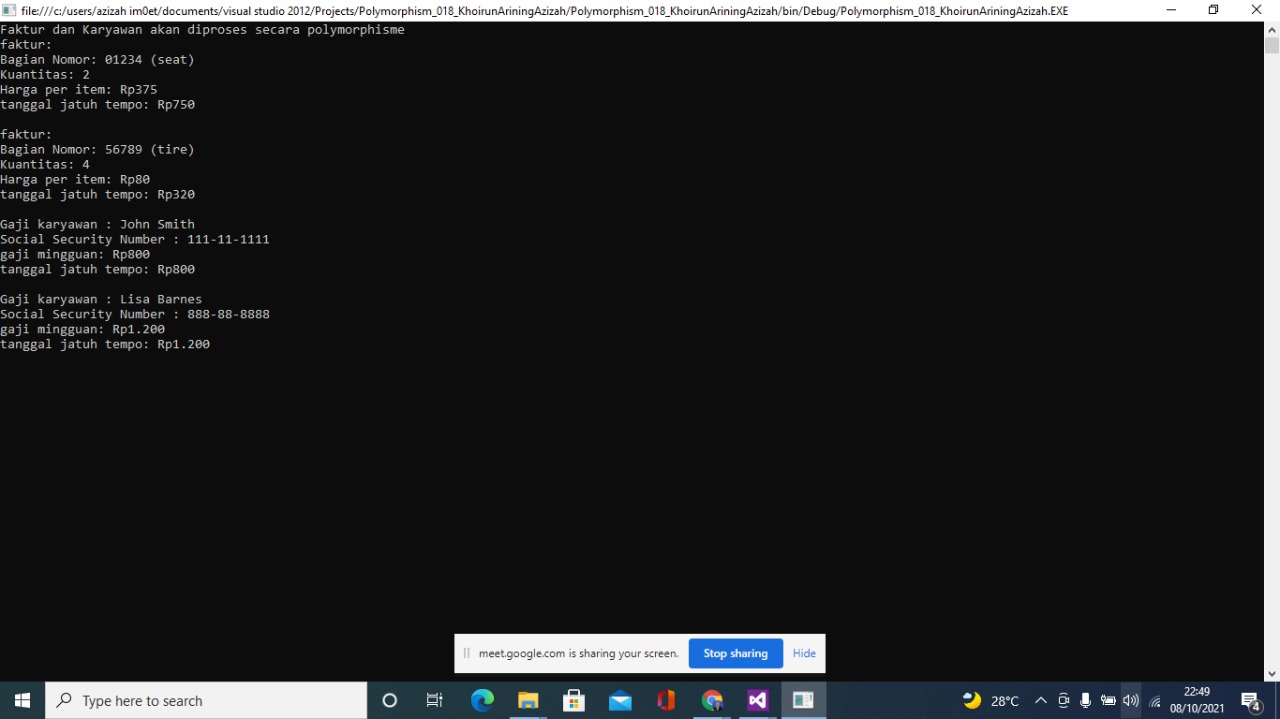 file:///c:/users/azizah im0et/documents/visual studio 2012/Projects/Polymorphism_018_KhoirunAriningAzizah/Polymorphism_018_KhoirunAriningAzizah/bin/Debug/Polymorphism_018_KhoirunAriningAzizah.EXE
Faktur dan Karyawan akan diproses secara polymorphisme
faktur:
Bagian Nomor: 01234 (seat)
Kuantitas: 2
Harga per item: Rp375
tanggal jatuh tempo: Rp750
faktur:
Bagian Nomor: 56789 (tire)
Kuantitas: 4
Harga per item: Rp80
tanggal jatuh tempo: Rp320
Gaji karyawan : John Smith
Social Security Number : 111-11-1111
gaji mingguan: Rp800
tanggal jatuh tempo: Rp800
Gaji karyawan : Lisa Barnes
Social Security Number : 888-88-8888
gaji mingguan: Rp1.200
tanggal jatuh tempo: Rp1.200
meet.google.com is sharing your screen. Stop sharing Hide
Type here to search 28°C 22:49
08/10/2021 4